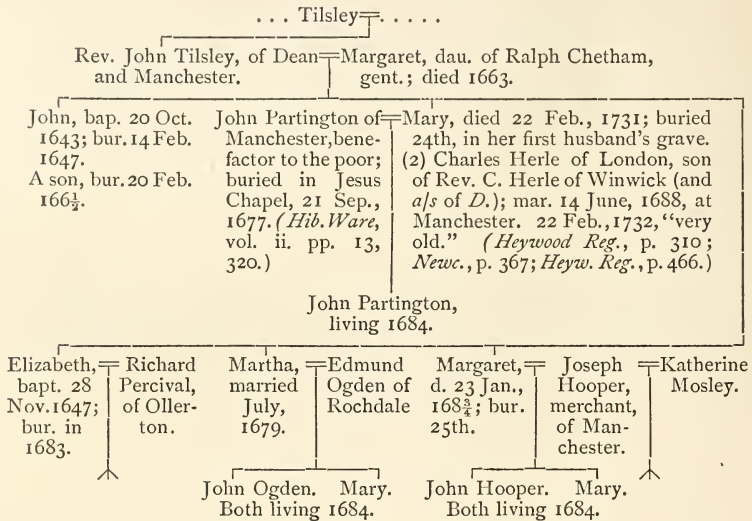 . . . Tilsley = . . . . .
Rev. John Tilsley, of Dean = Margaret, dau. of Ralph Chetham,
and Manchester. gent.; died 1663.
John, bap. 20 Oct.
1643; bur. 14 Feb.
1647.
A son, bur. 20 Feb.
166½.
John Partington of
Manchester, bene-
factor to the poor;
buried in Jesus
Chapel, 21 Sep.,
1677. (Hib. Ware,
vol. ii. pp. 13,
320.)
= Mary, died 22 Feb., 1731; buried
24th, in her first husband's grave.
(2) Charles Herle of London, son
of Rev. C. Herle of Winwick (and
a/s of D.); mar. 14 June, 1688, at
Manchester. 22 Feb., 1732, "very
old." (Heywood Reg., p. 310;
Newc., p. 367; Heyw. Reg., p. 466.)
John Partington,
living 1684.
Elizabeth,
bapt. 28
Nov. 1647;
bur. in
1683.
= Richard
Percival,
of Oller-
ton.
Martha,
married
July,
1679.
= Edmund
Ogden of
Rochdale
Margaret,
d. 23 Jan.,
168¾; bur.
25th.
= Joseph
Hooper,
merchant,
of Man-
chester.
= Katherine
Mosley.
John Ogden. Mary.
Both living 1684.
John Hooper. Mary.
Both living 1684.